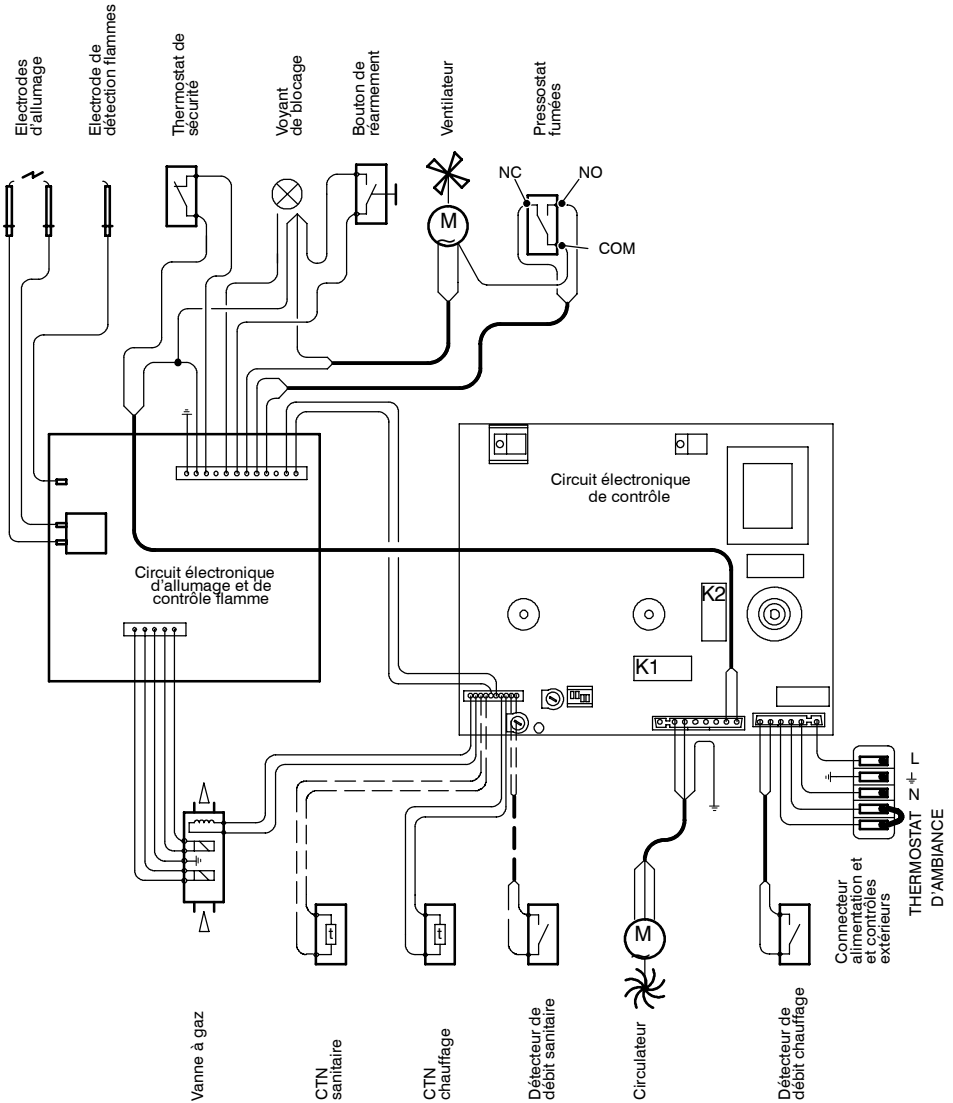 Electrodes
d'allumage
Electrode de
détection flammes
Thermostat de
sécurité
Voyant
de blocage
Bouton de
réarmement
Ventilateur
Pressostat
fumées
NC
NO
COM
M
Circuit électronique
d'allumage et de
contrôle flamme
Circuit électronique
de contrôle
K2
K1
L
N
THERMOSTAT
D'AMBIANCE
Connecteur
alimentation et
et contrôles
extérieurs
t
t
M
Vanne à gaz
CTN
sanitaire
CTN
chauffage
Détecteur de
débit sanitaire
Circulateur
Détecteur de
débit chauffage